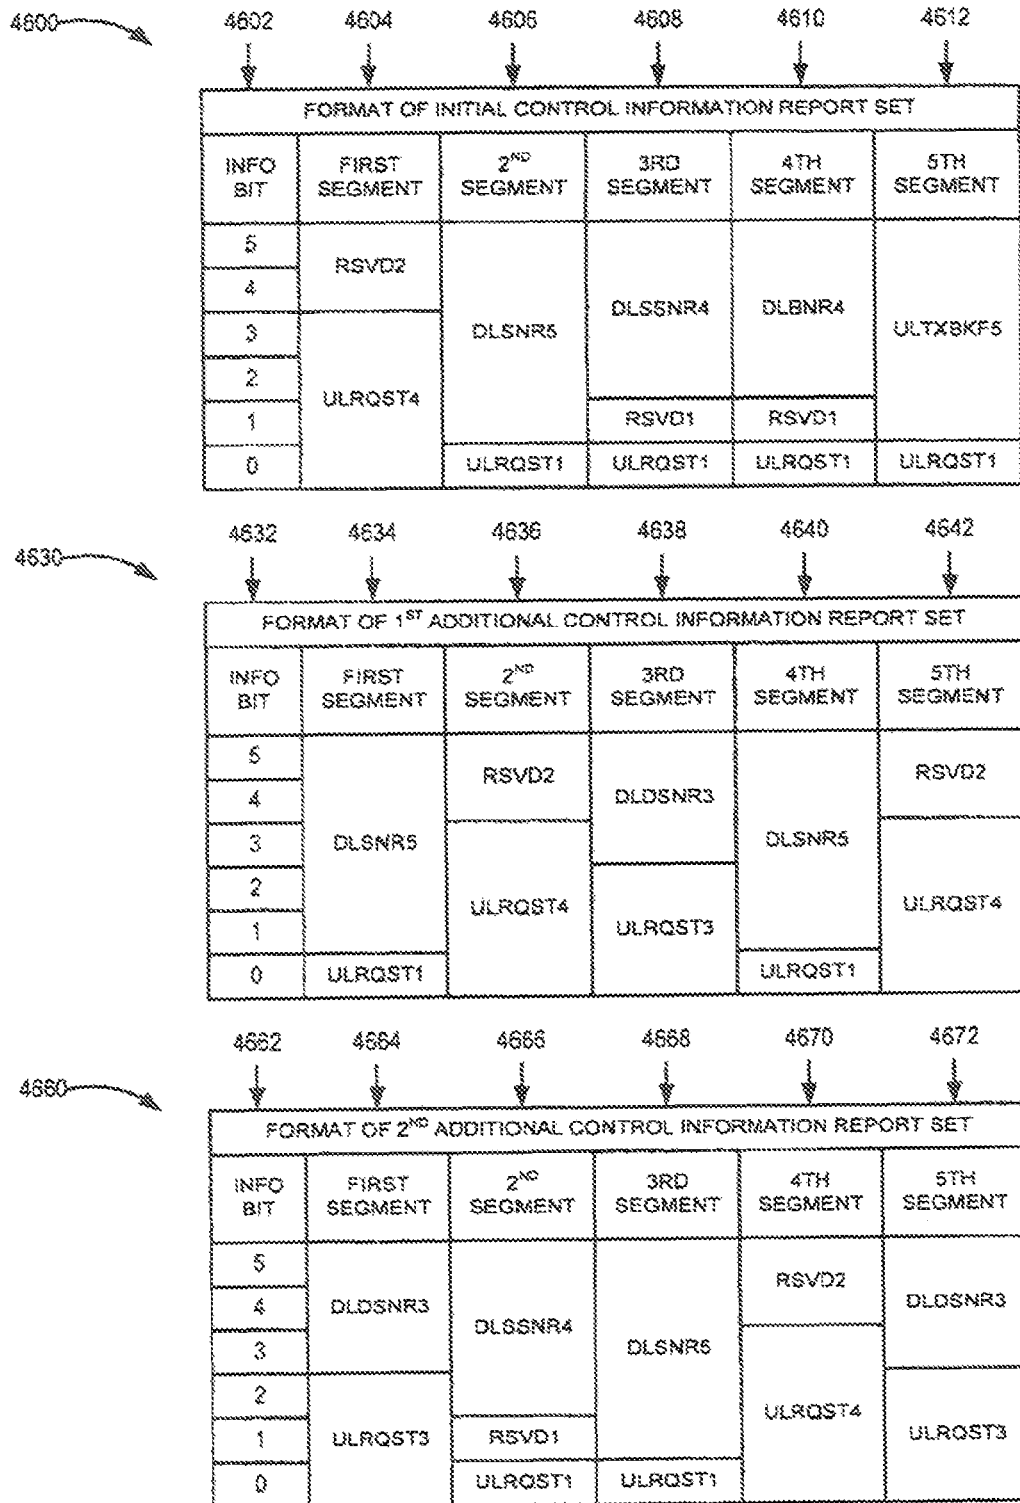 4600 4602 4604 4606 4608 4610 4612
FORMAT OF INITIAL CONTROL INFORMATION REPORT SET
INFO BIT FIRST SEGMENT 2ND SEGMENT 3RD SEGMENT 4TH SEGMENT 5TH SEGMENT
5
RSVD2
4
DLSSNR4 DLBNR4
3
DLSNR5 ULTXBKF5
2
ULRQST4
1 RSVD1 RSVD1
0 ULRQST1 ULRQST1 ULRQST1 ULRQST1
4630 4632 4634 4636 4638 4640 4642
FORMAT OF 1ST ADDITIONAL CONTROL INFORMATION REPORT SET
INFO BIT FIRST SEGMENT 2ND SEGMENT 3RD SEGMENT 4TH SEGMENT 5TH SEGMENT
5
RSVD2 RSVD2
4 DLDSNR3
3 DLSNR5 DLSNR5
2
ULRQST4 ULRQST4
1 ULRQST3
0 ULRQST1 ULRQST1
4660 4662 4664 4666 4668 4670 4672
FORMAT OF 2ND ADDITIONAL CONTROL INFORMATION REPORT SET
INFO BIT FIRST SEGMENT 2ND SEGMENT 3RD SEGMENT 4TH SEGMENT 5TH SEGMENT
5
RSVD2
4 DLDSNR3 DLDSNR3
DLSSNR4
3 DLSNR5
2
ULRQST4
1 ULRQST3 RSVD1 ULRQST3
0 ULRQST1 ULRQST1